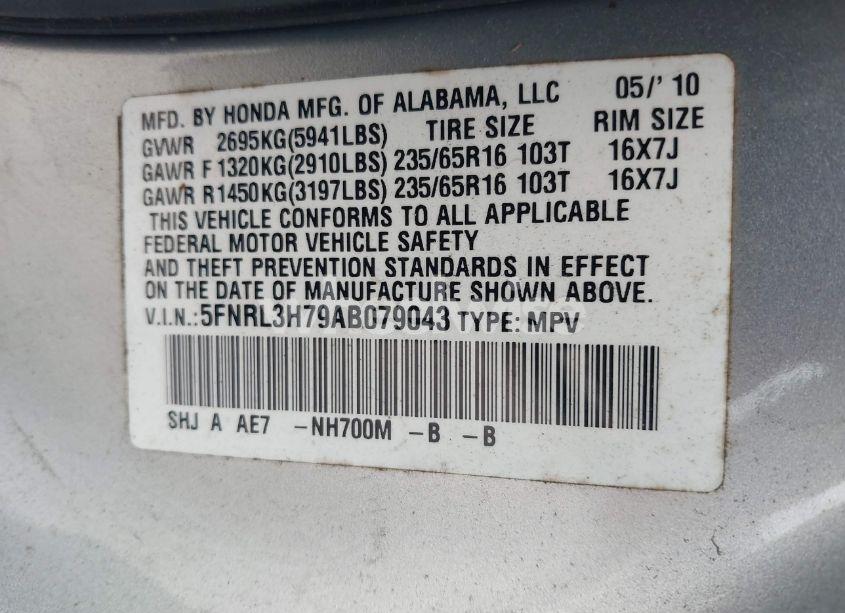 MFD. BY HONDA MFG. OF ALABAMA, LLC 05/'10
GVWR 2695KG(5941LBS) TIRE SIZE RIM SIZE
GAWR F 1320KG(2910LBS) 235/65R16 103T 16X7J
GAWR R1450KG(3197LBS) 235/65R16 103T 16X7J
THIS VEHICLE CONFORMS TO ALL APPLICABLE
FEDERAL MOTOR VEHICLE SAFETY
AND THEFT PREVENTION STANDARDS IN EFFECT
ON THE DATE OF MANUFACTURE SHOWN ABOVE.
V.I.N.: 5FNRL3H79AB079043 TYPE: MPV
SHJ A AE7 -NH700M -B -B